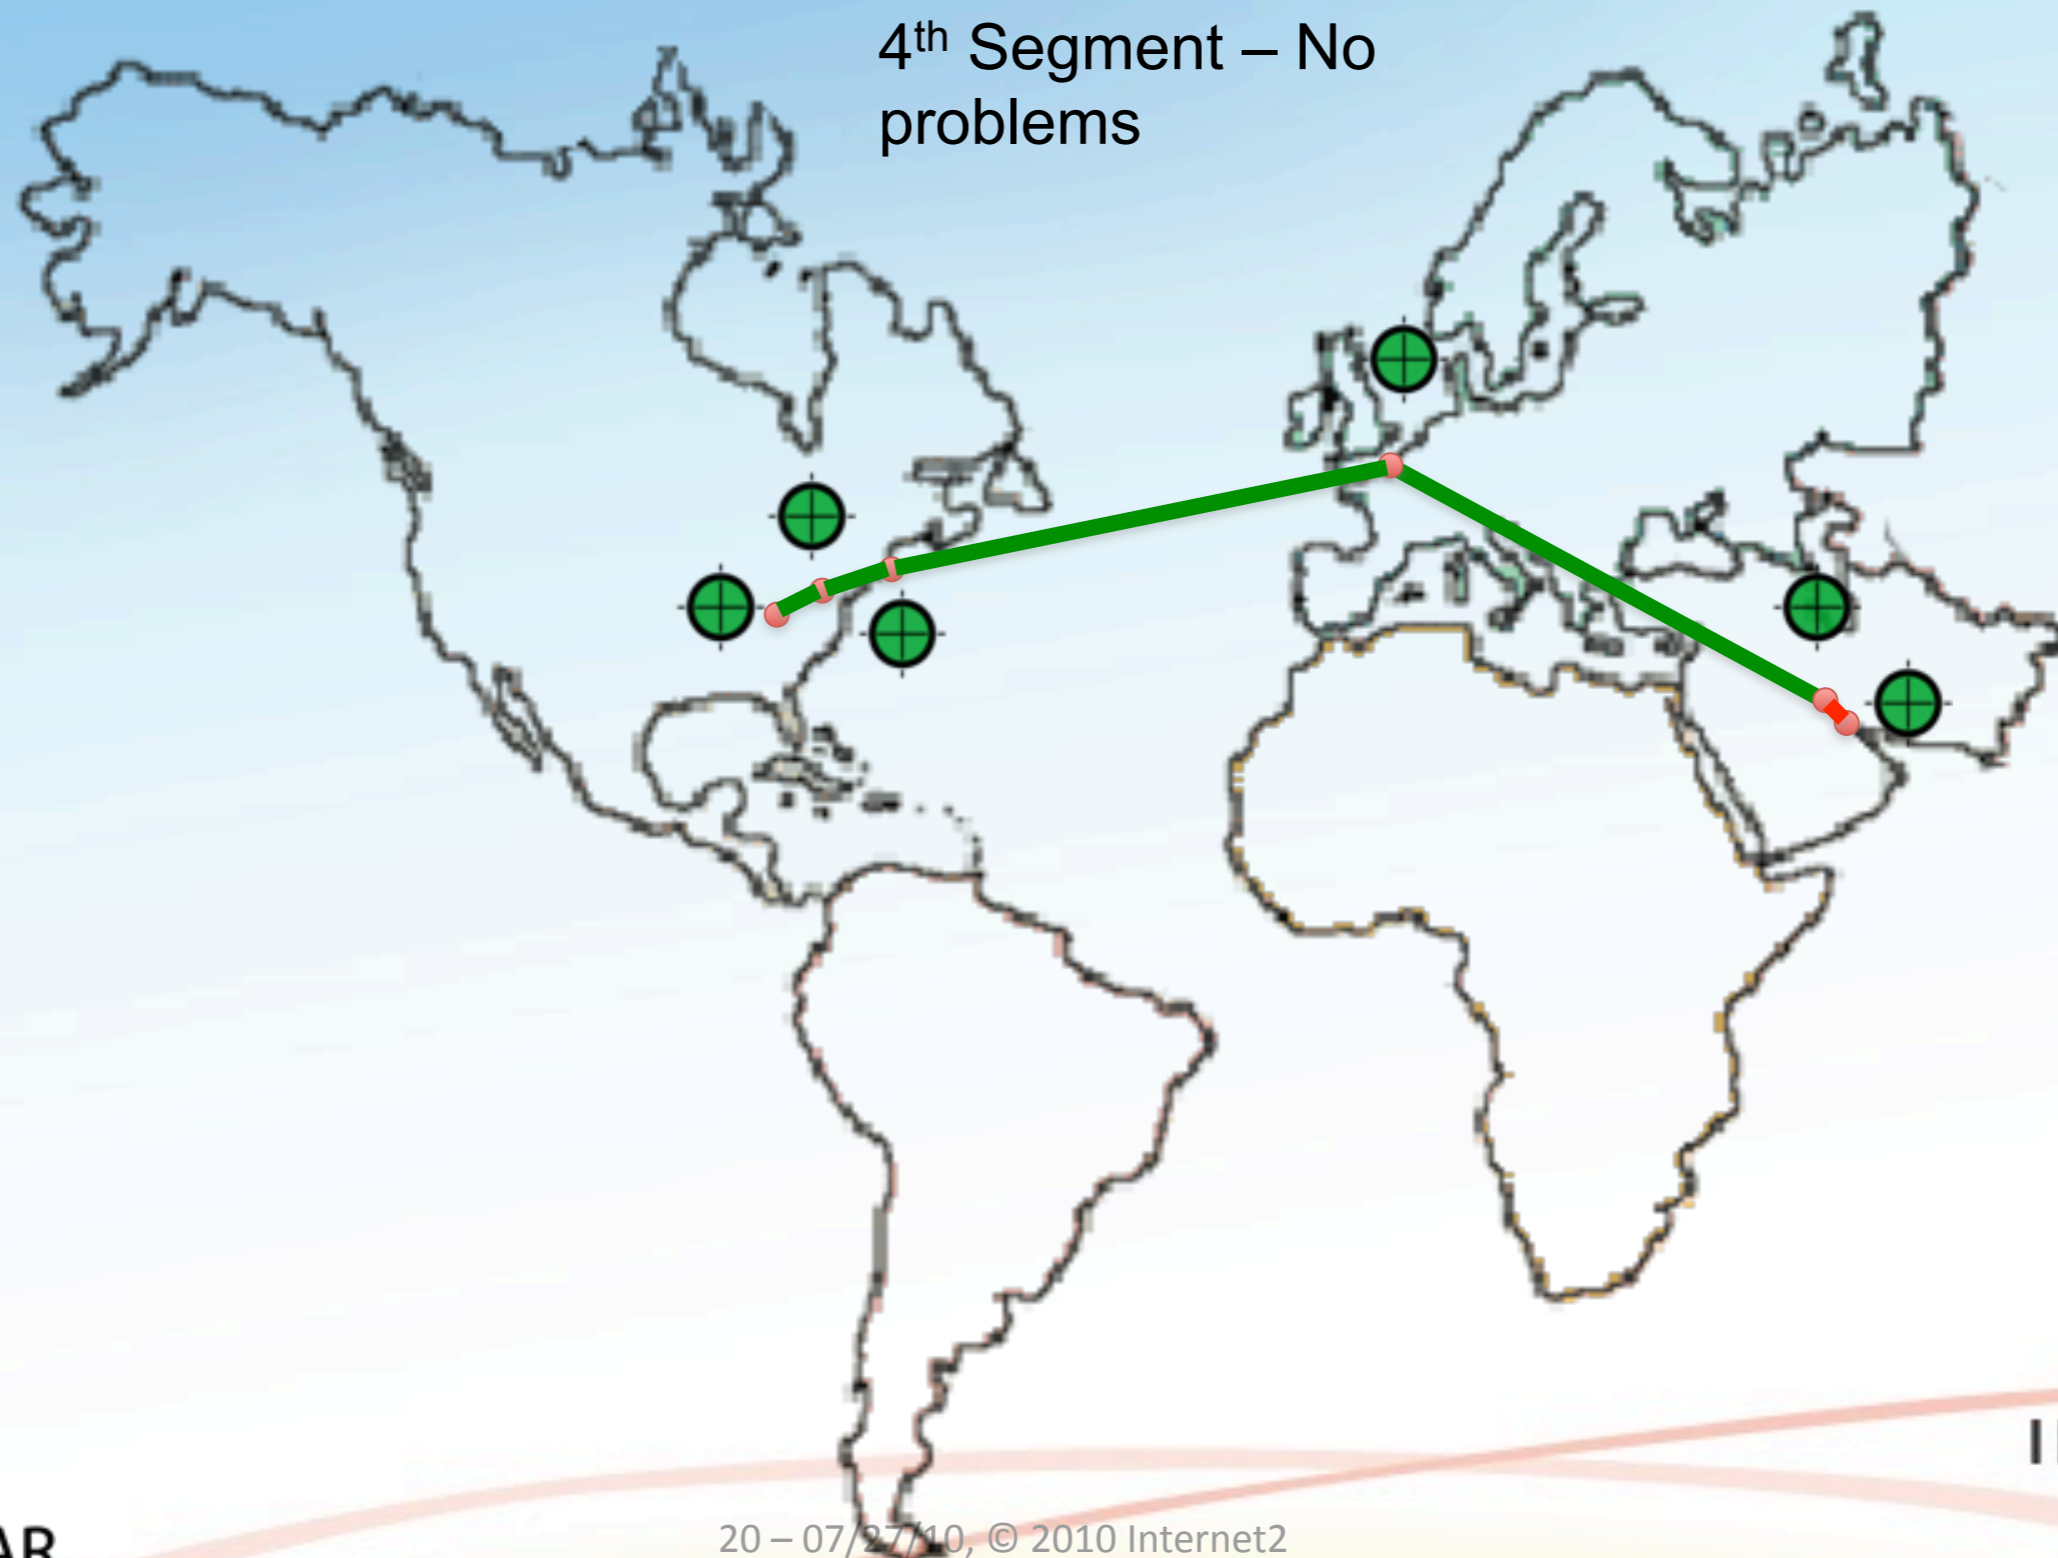 4th Segment – No
problems
20 – 07/27/10, © 2010 Internet2